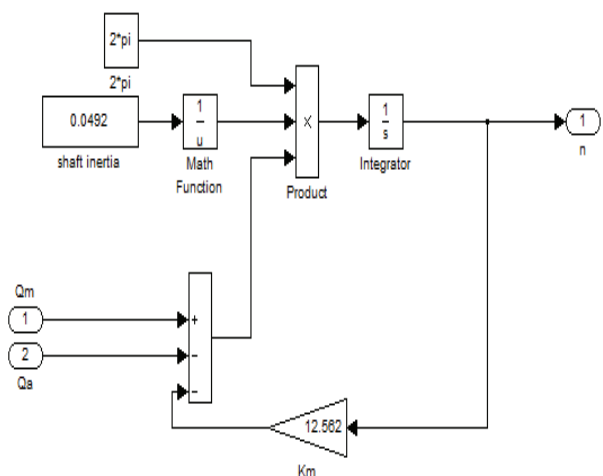 2*pi
2*pi
0.0492
shaft inertia
1
u
Math
Function
×
Product
1
s
Integrator
1
n
Qm
1
2
Qa
+
−
−
12.562
Km